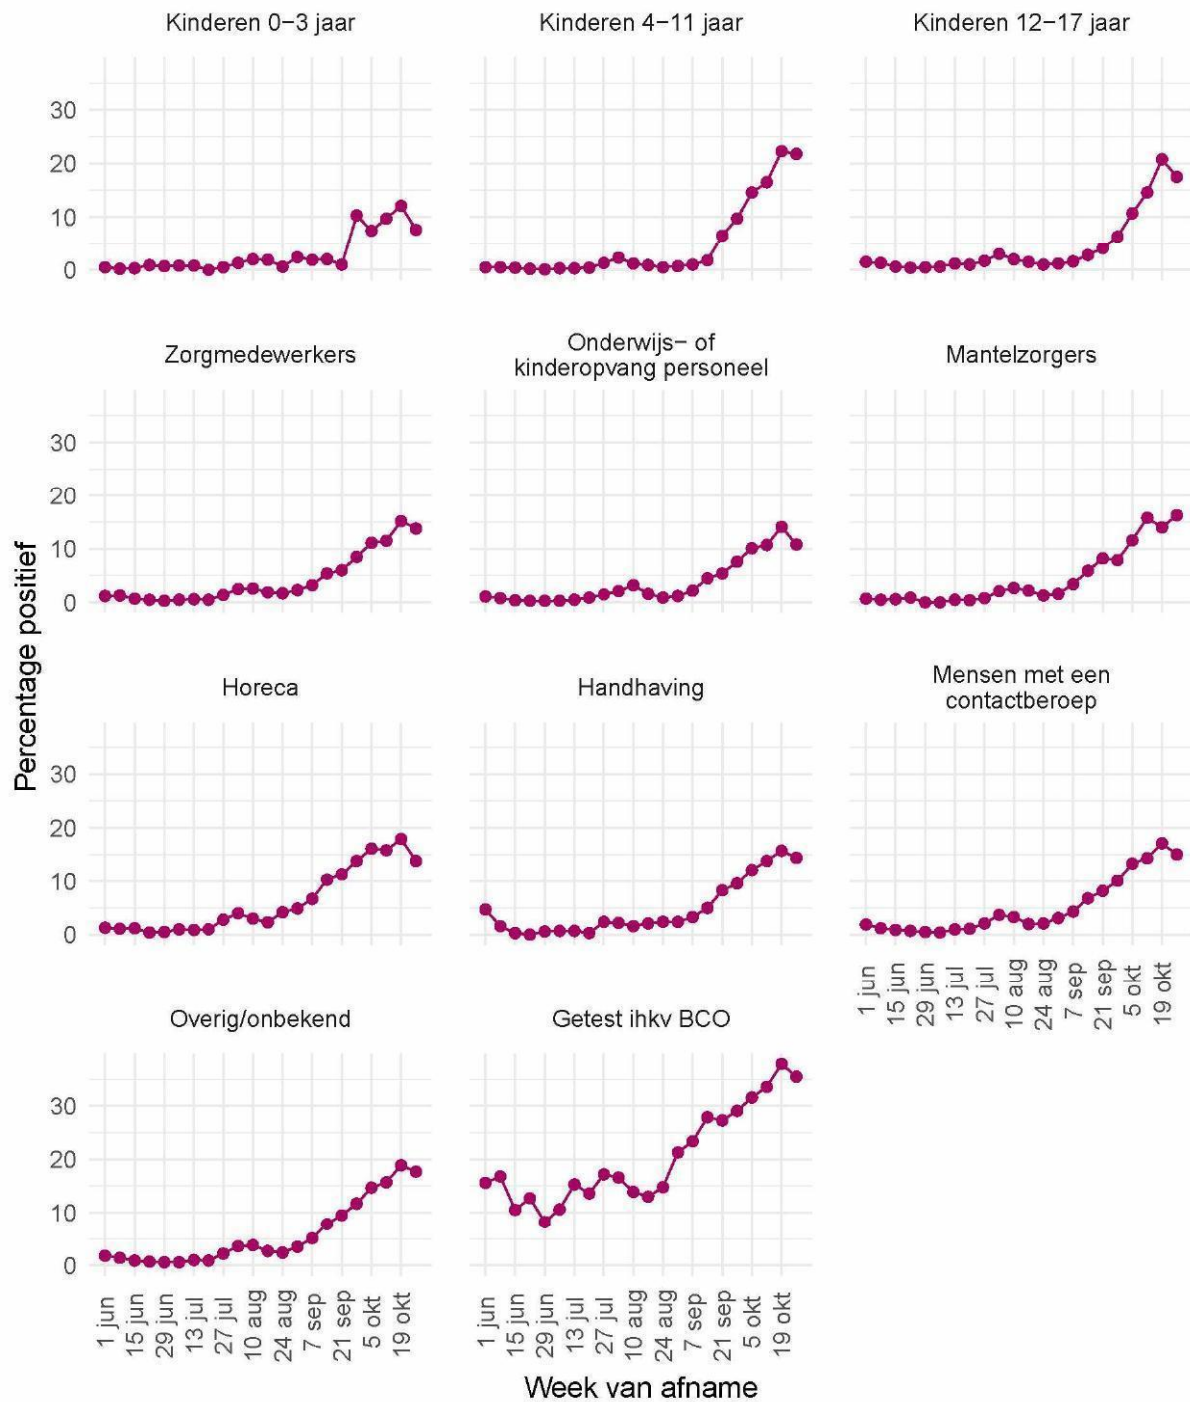 Kinderen 0−3 jaar
Kinderen 4−11 jaar
Kinderen 12−17 jaar
30
20
10
0
Zorgmedewerkers
Onderwijs− of
kinderopvang personeel
Mantelzorgers
30
20
10
0
Percentage positief
Horeca
Handhaving
Mensen met een
contactberoep
30
20
10
0
1 jun
15 jun
29 jun
13 jul
27 jul
10 aug
24 aug
7 sep
21 sep
5 okt
19 okt
Overig/onbekend
Getest ihkv BCO
30
20
10
0
1 jun
15 jun
29 jun
13 jul
27 jul
10 aug
24 aug
7 sep
21 sep
5 okt
19 okt
1 jun
15 jun
29 jun
13 jul
27 jul
10 aug
24 aug
7 sep
21 sep
5 okt
19 okt
Week van afname